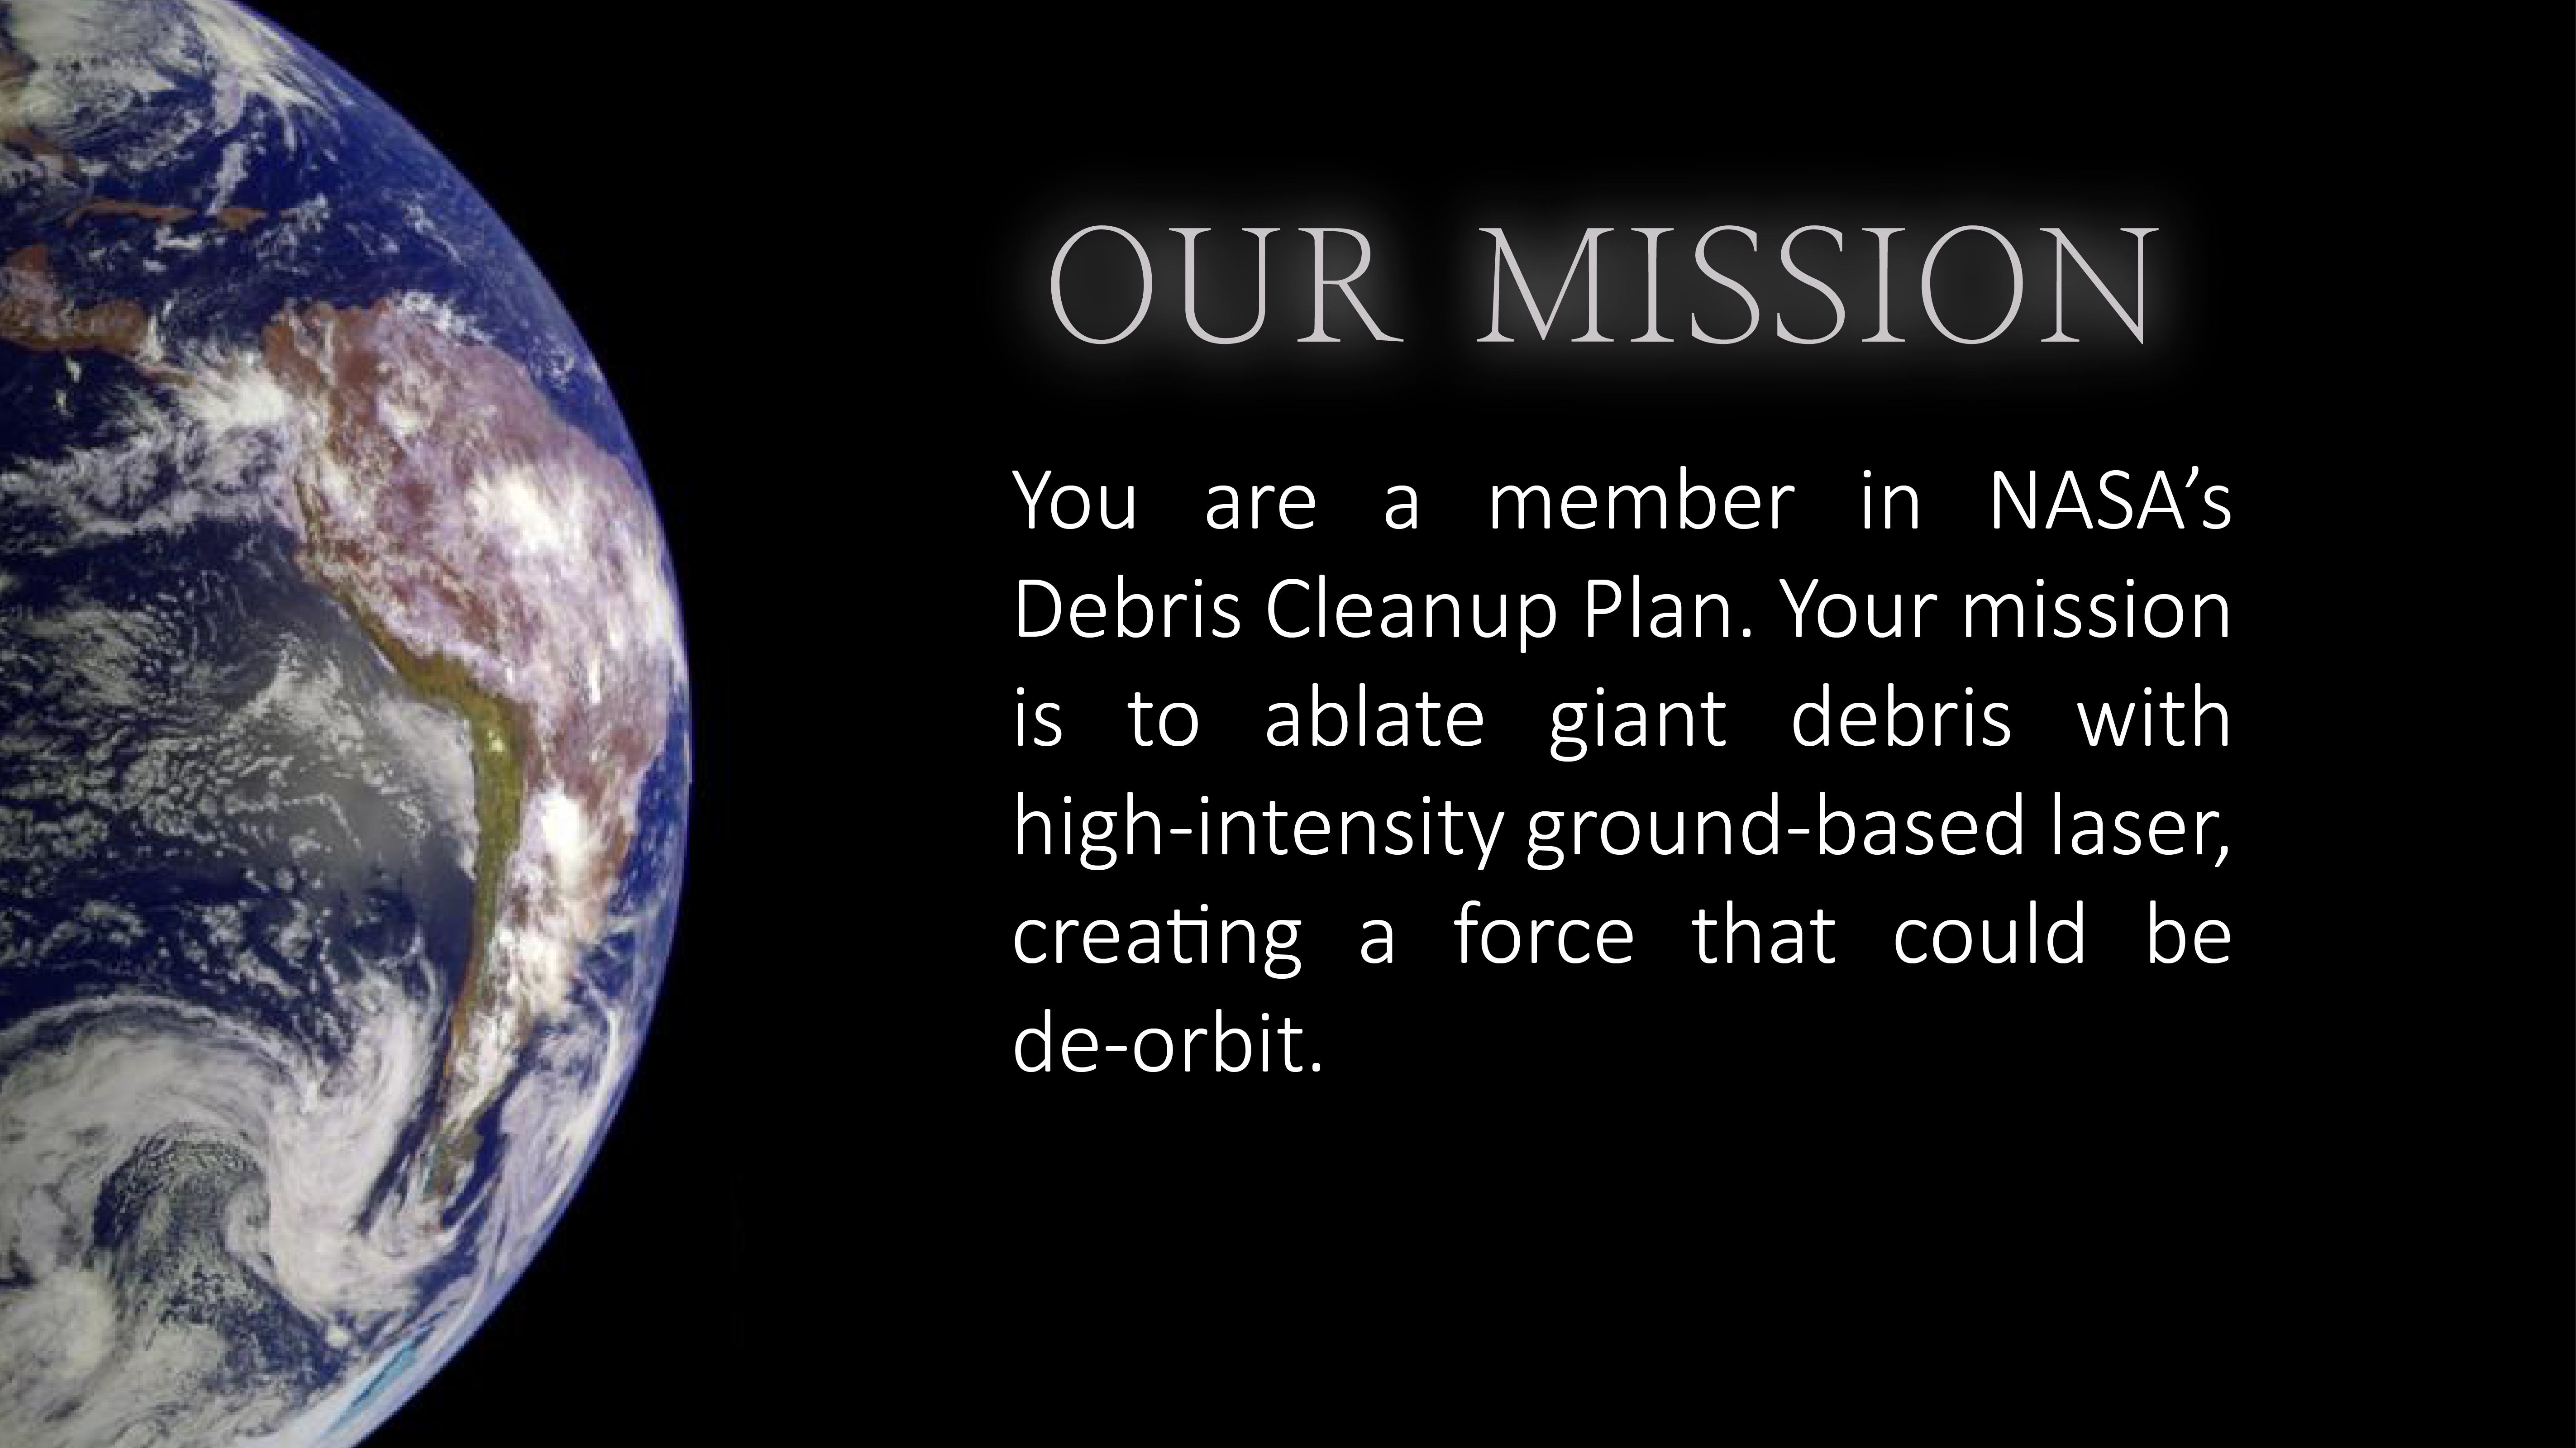 OUR MISSION
You are a member in NASA’s
Debris Cleanup Plan. Your mission
is to ablate giant debris with
high-intensity ground-based laser,
creating a force that could be
de-orbit.